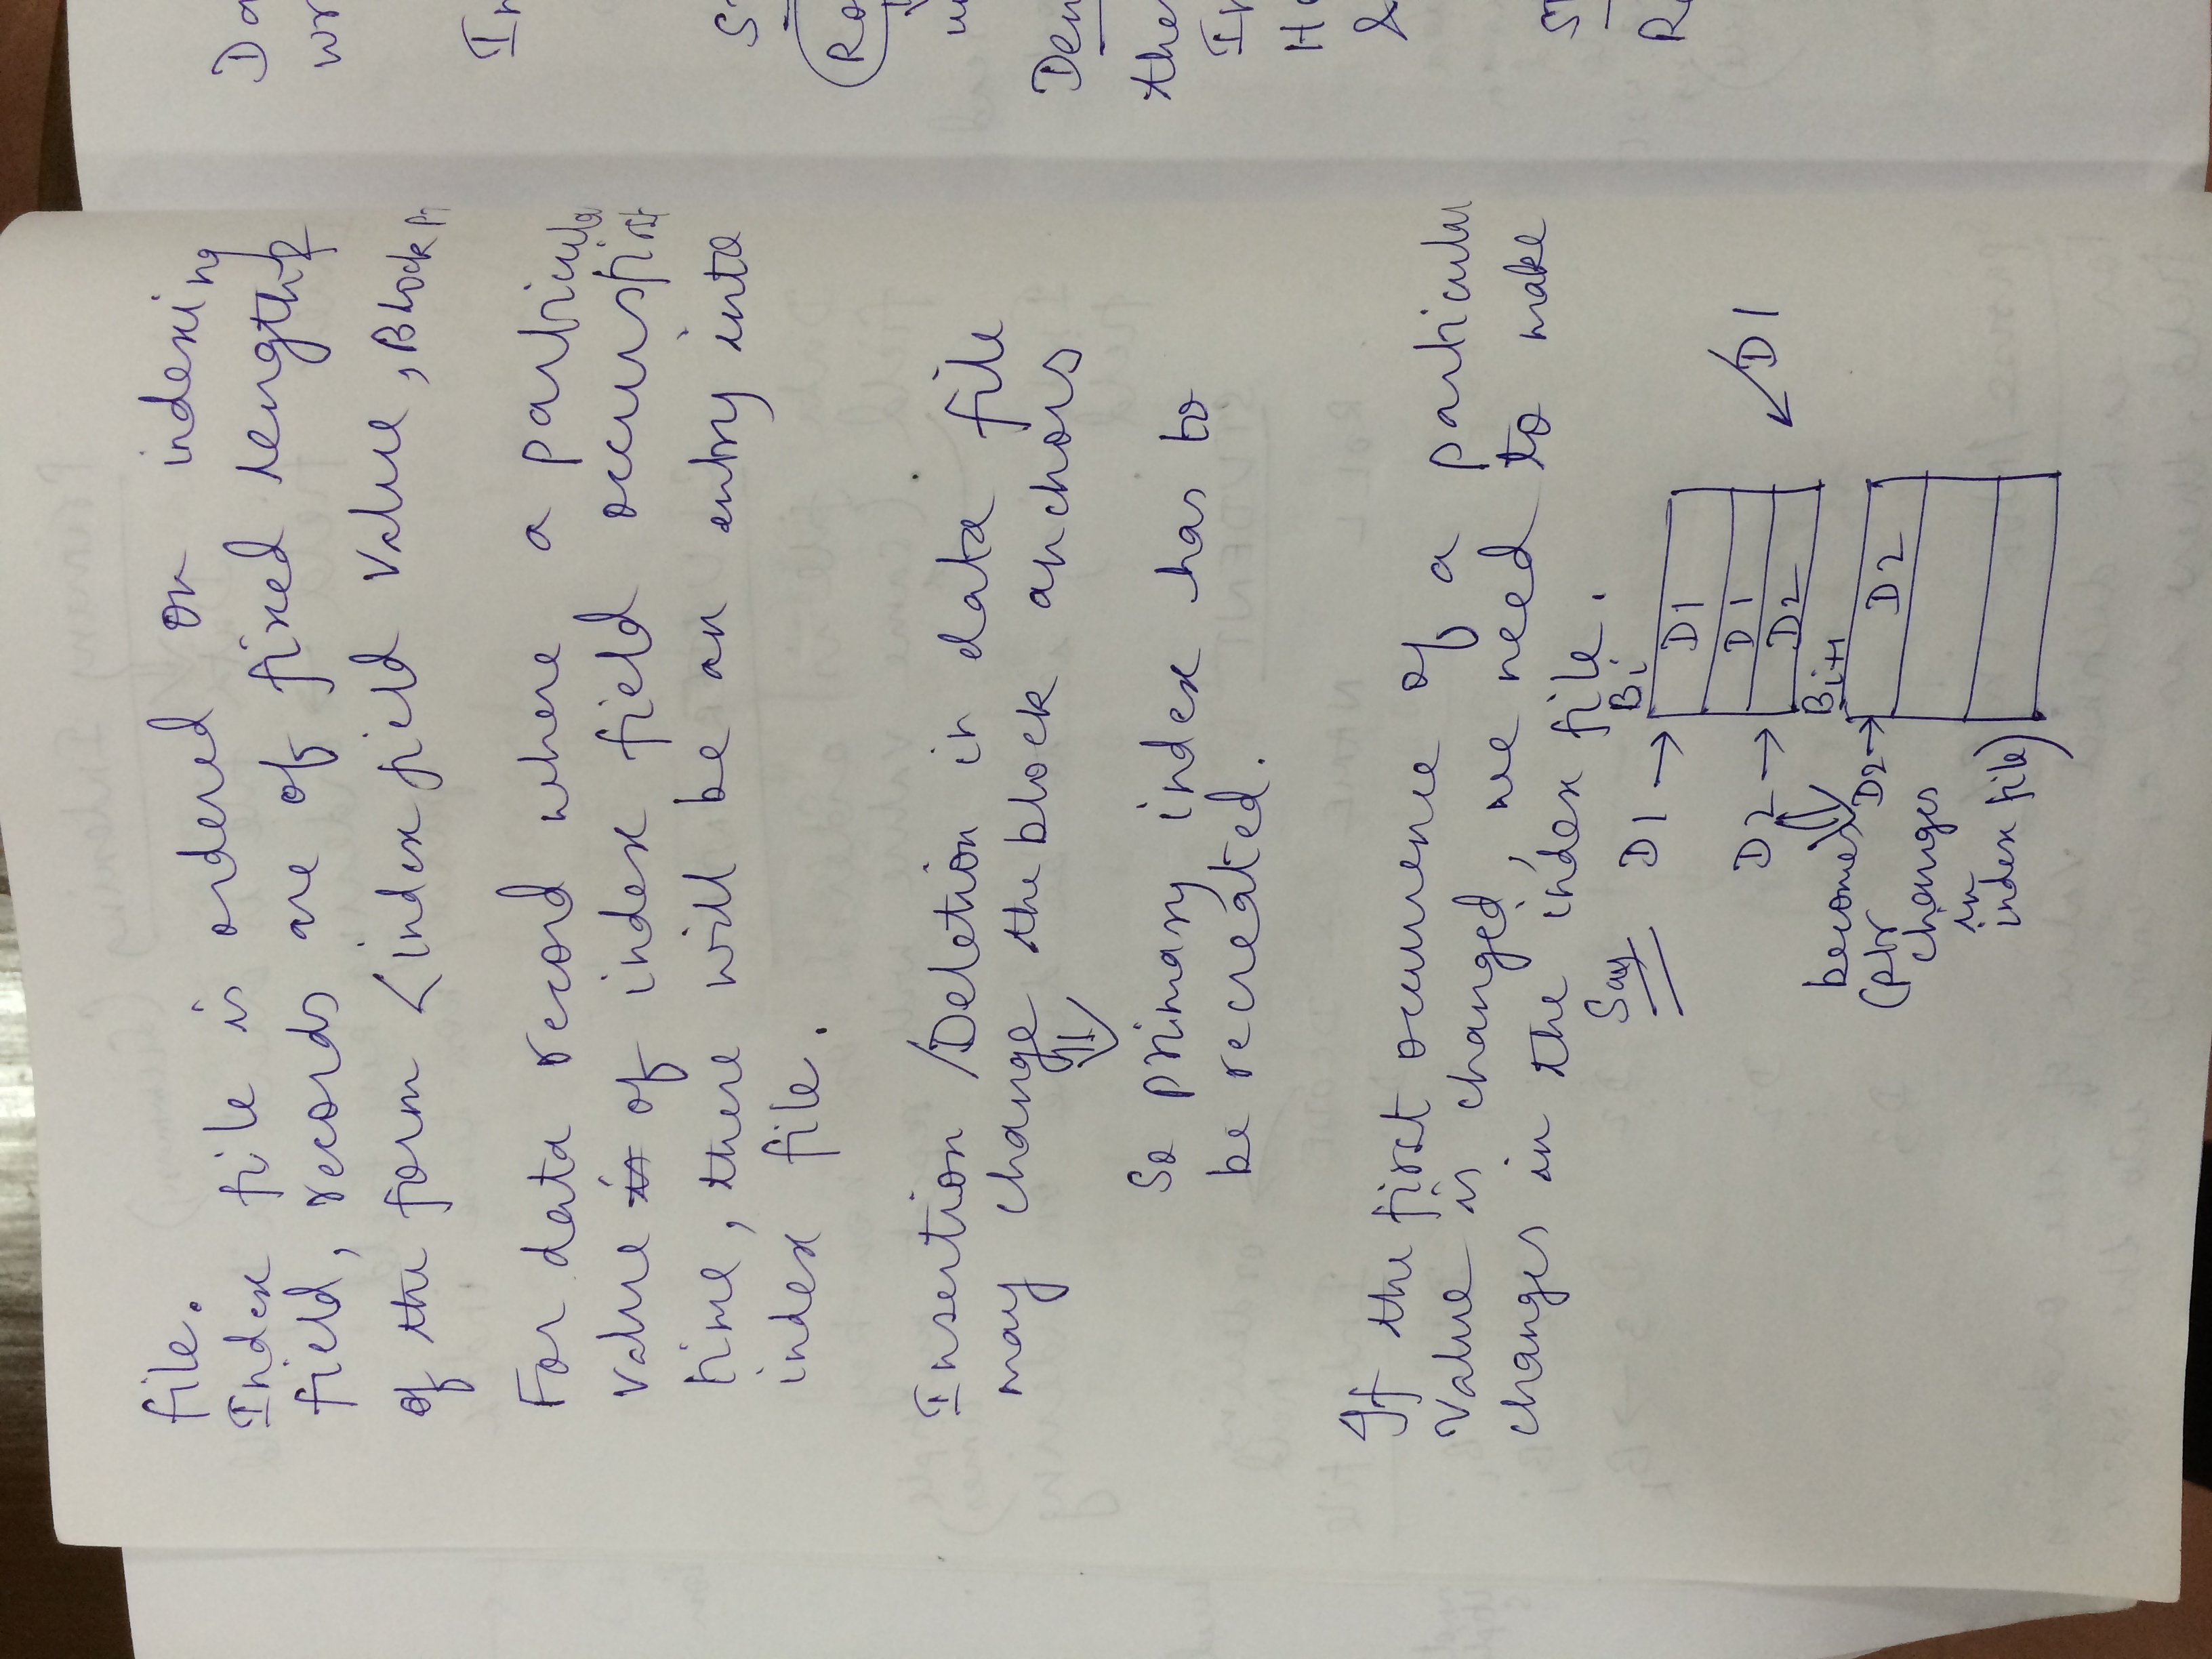 file.
Index file is ordered on indexing
field, records are of fixed length &
of the form <index field value, Block
For data record where a particula
value is of index field occurs first
time, there will be an entry into
index file.
Insertion /Deletion in data file
may change the block anchors
So primary index has to
be recreated.
If the first occurrence of a particular
value is changed, we need to make
changes in the index file.
Say
D1 →
Bi
D1
D1
D2
D2 →
D1
becomes
(ptr
changes
in
index file)
D2→
Bi+1
D2
Da
wr
In
ST
Ro
Den
the
In
&
ST